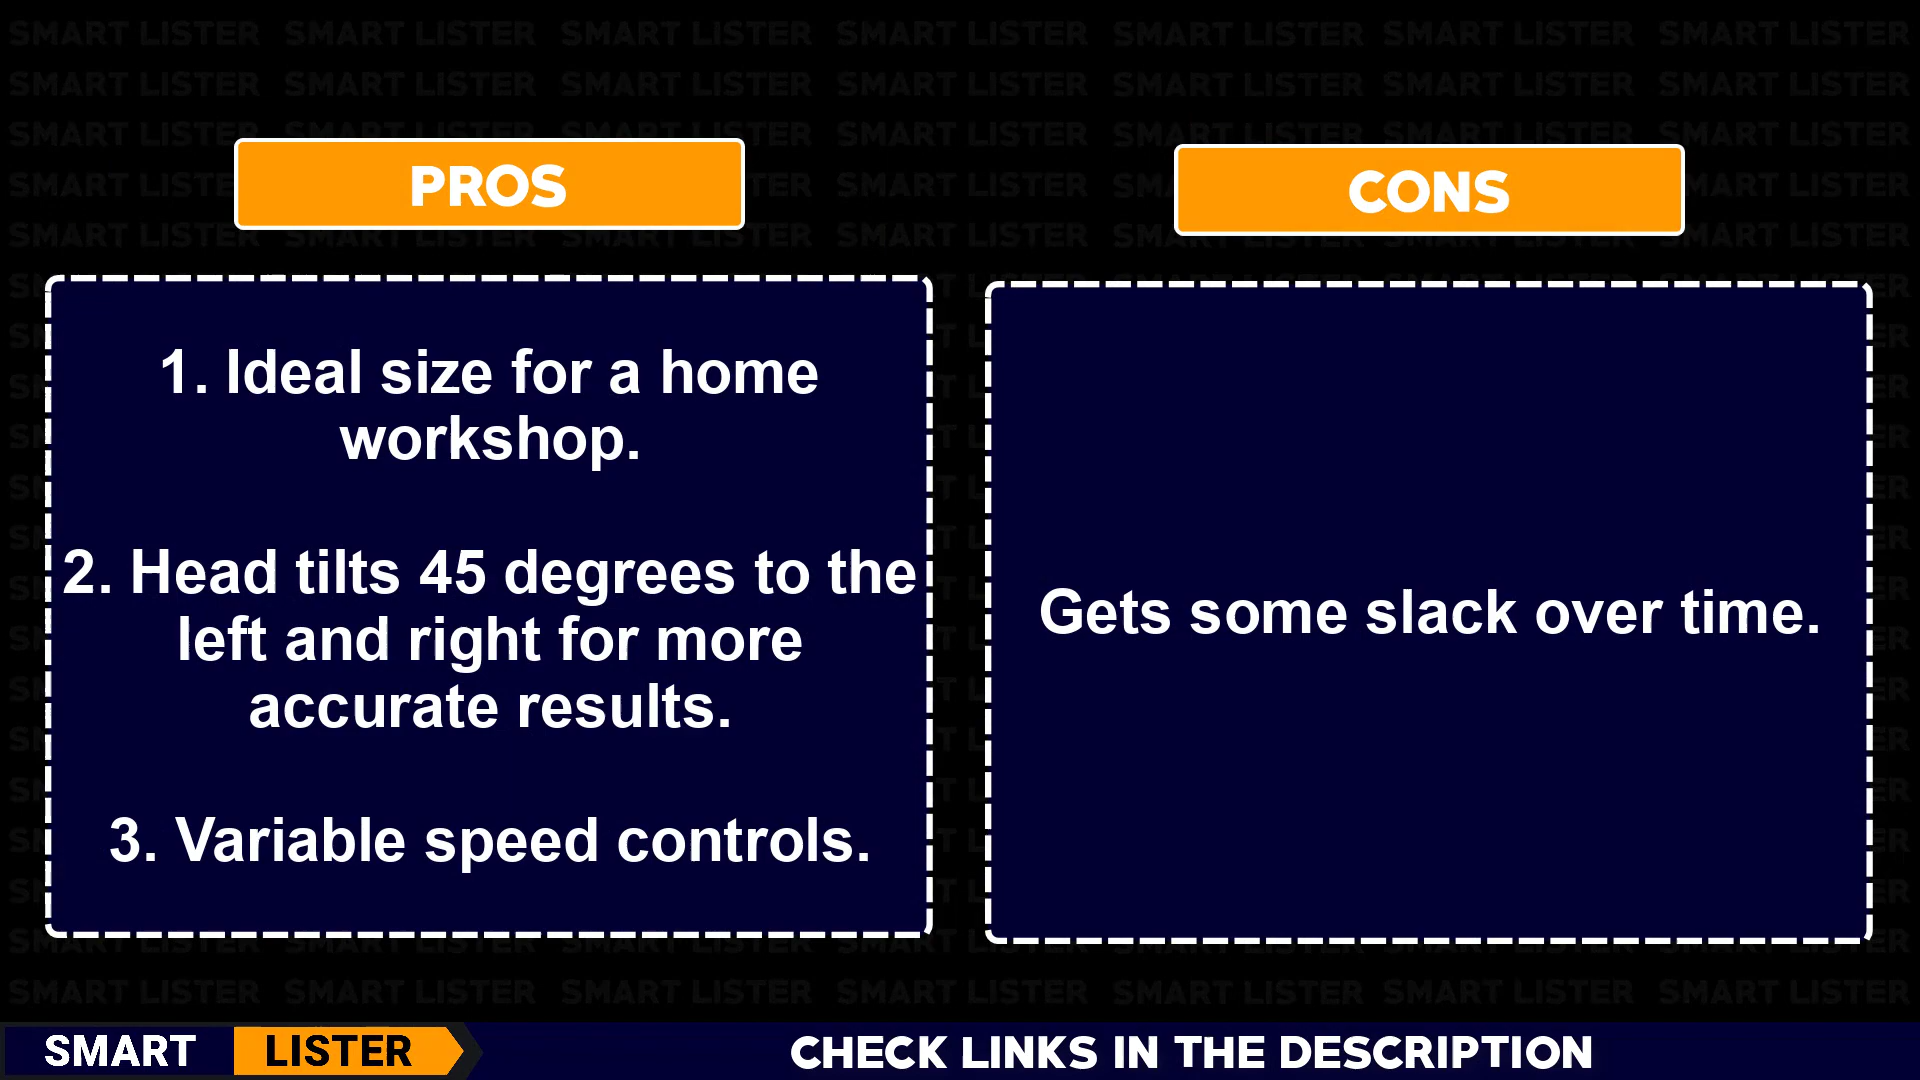 PROS
1. Ideal size for a home
workshop.
2. Head tilts 45 degrees to the
left and right for more
accurate results.
3. Variable speed controls.
CONS
Gets some slack over time.
SMART LISTER
CHECK LINKS IN THE DESCRIPTION